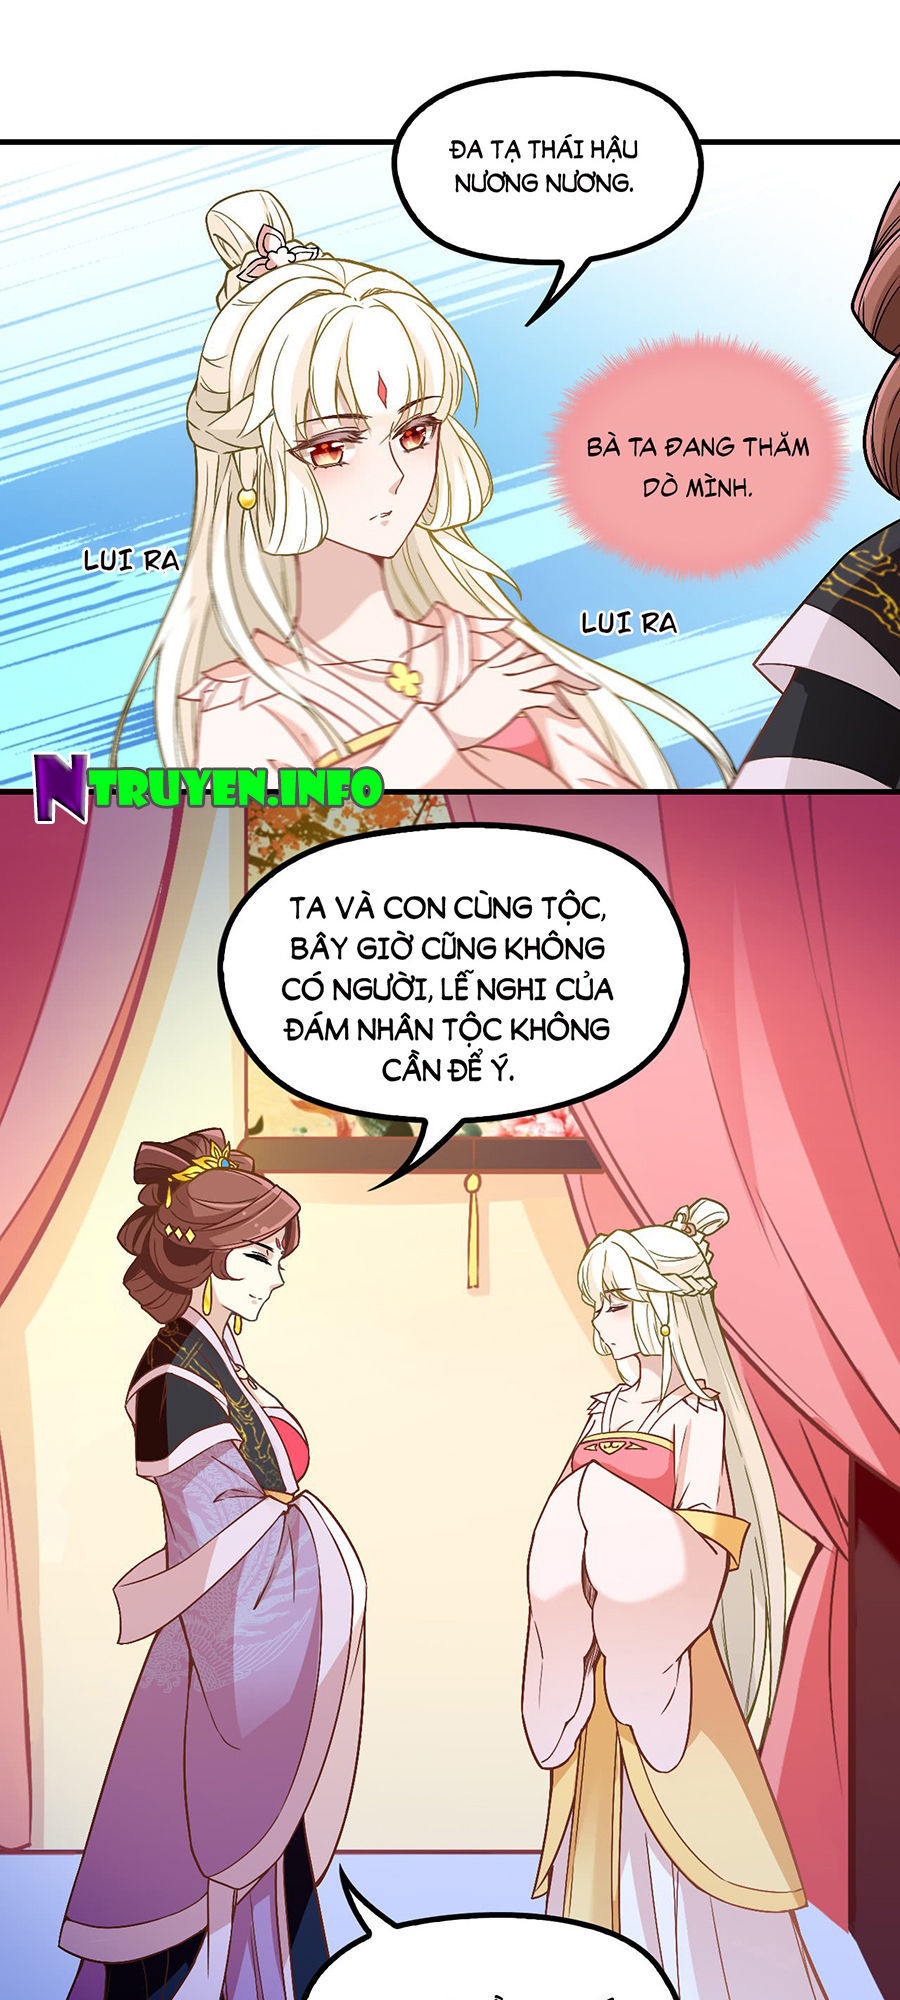 ĐA TẠ THÁI HẬU
NƯƠNG NƯƠNG.
BÀ TA ĐANG THĂM
DÒ MÌNH.
LUI RA
LUI RA
NTRUYEN.INFO
TA VÀ CON CÙNG TỘC,
BÂY GIỜ CŨNG KHÔNG
CÓ NGƯỜI, LỄ NGHI CỦA
ĐÁM NHÂN TỘC KHÔNG
CẦN ĐỂ Ý.